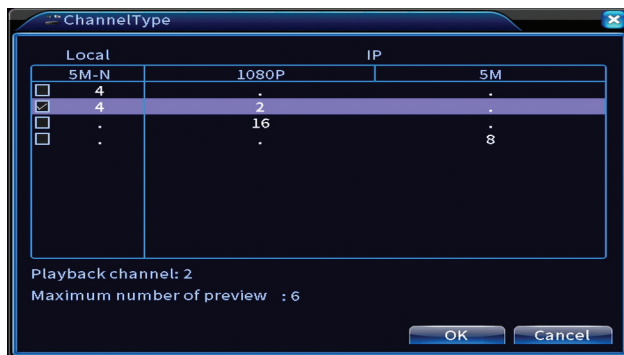 ChannelType
Local IP
5M-N 1080P 5M
4 . .
4 2 .
. 16 .
. . 8
Playback channel: 2
Maximum number of preview : 6
OK Cancel